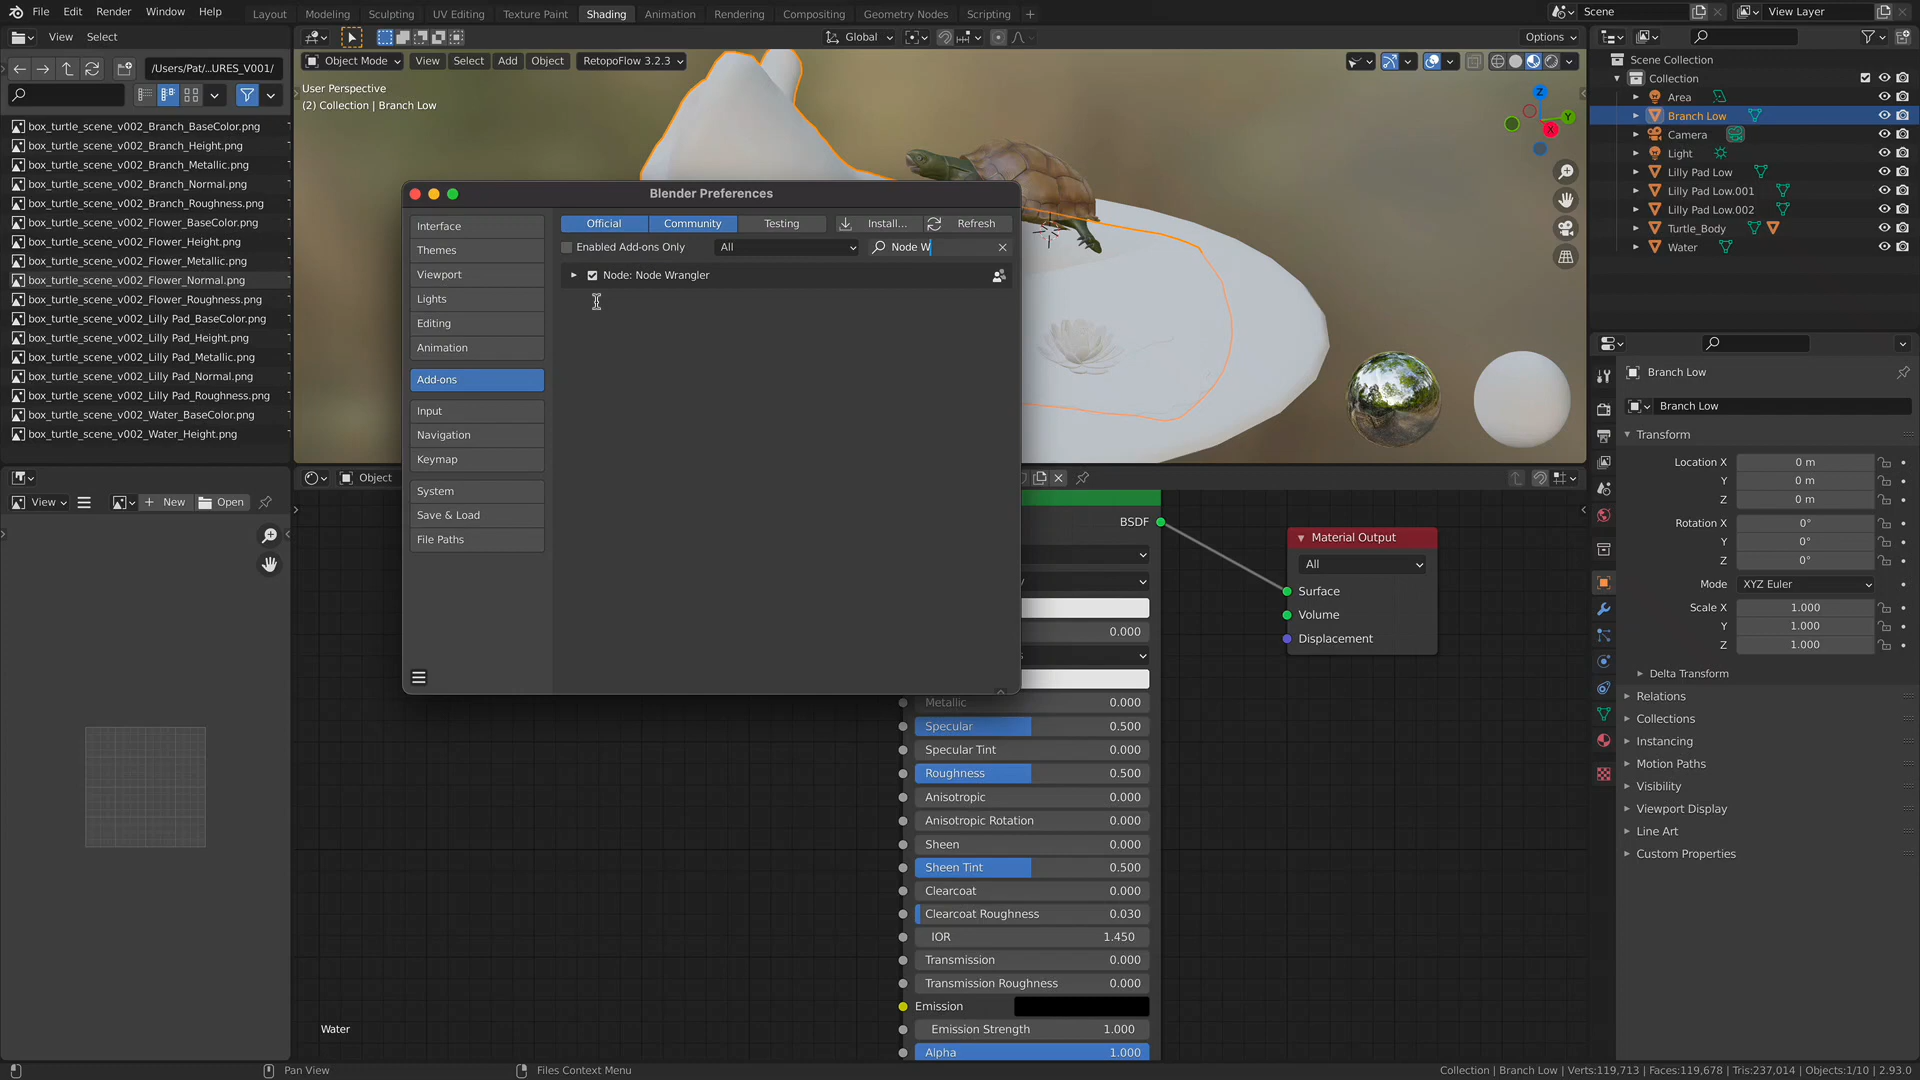 File Edit Render Window Help
Layout Modeling Sculpting UV Editing Texture Paint Shading Animation Rendering Compositing Geometry Nodes Scripting +
Scene
View Layer
View Select
/Users/Pat/...URES_V001/
box_turtle_scene_v002_Branch_BaseColor.png
box_turtle_scene_v002_Branch_Height.png
box_turtle_scene_v002_Branch_Metallic.png
box_turtle_scene_v002_Branch_Normal.png
box_turtle_scene_v002_Branch_Roughness.png
box_turtle_scene_v002_Flower_BaseColor.png
box_turtle_scene_v002_Flower_Height.png
box_turtle_scene_v002_Flower_Metallic.png
box_turtle_scene_v002_Flower_Normal.png
box_turtle_scene_v002_Flower_Roughness.png
box_turtle_scene_v002_Lilly Pad_BaseColor.png
box_turtle_scene_v002_Lilly Pad_Height.png
box_turtle_scene_v002_Lilly Pad_Metallic.png
box_turtle_scene_v002_Lilly Pad_Normal.png
box_turtle_scene_v002_Lilly Pad_Roughness.png
box_turtle_scene_v002_Water_BaseColor.png
box_turtle_scene_v002_Water_Height.png
View
+ New
Open
Global
Options
Object Mode View Select Add Object RetopoFlow 3.2.3
User Perspective
(2) Collection | Branch Low
Z
Y
X
Blender Preferences
Interface
Themes
Viewport
Lights
Editing
Animation
Add-ons
Input
Navigation
Keymap
System
Save & Load
File Paths
Official Community Testing Install... Refresh
Enabled Add-ons Only All Node W
Node: Node Wrangler
Object
BSDF
0.000
Metallic 0.000
Specular 0.500
Specular Tint 0.000
Roughness 0.500
Anisotropic 0.000
Anisotropic Rotation 0.000
Sheen 0.000
Sheen Tint 0.500
Clearcoat 0.000
Clearcoat Roughness 0.030
IOR 1.450
Transmission 0.000
Transmission Roughness 0.000
Emission
Emission Strength 1.000
Alpha 1.000
Water
Material Output
All
Surface
Volume
Displacement
Scene Collection
Collection
Area
Branch Low
Camera
Light
Lilly Pad Low
Lilly Pad Low.001
Lilly Pad Low.002
Turtle_Body
Water
Branch Low
Branch Low
Transform
Location X 0 m
Y 0 m
Z 0 m
Rotation X 0°
Y 0°
Z 0°
Mode XYZ Euler
Scale X 1.000
Y 1.000
Z 1.000
Delta Transform
Relations
Collections
Instancing
Motion Paths
Visibility
Viewport Display
Line Art
Custom Properties
Pan View
Files Context Menu
Collection | Branch Low | Verts:119,713 | Faces:119,678 | Tris:237,014 | Objects:1/10 | 2.93.0